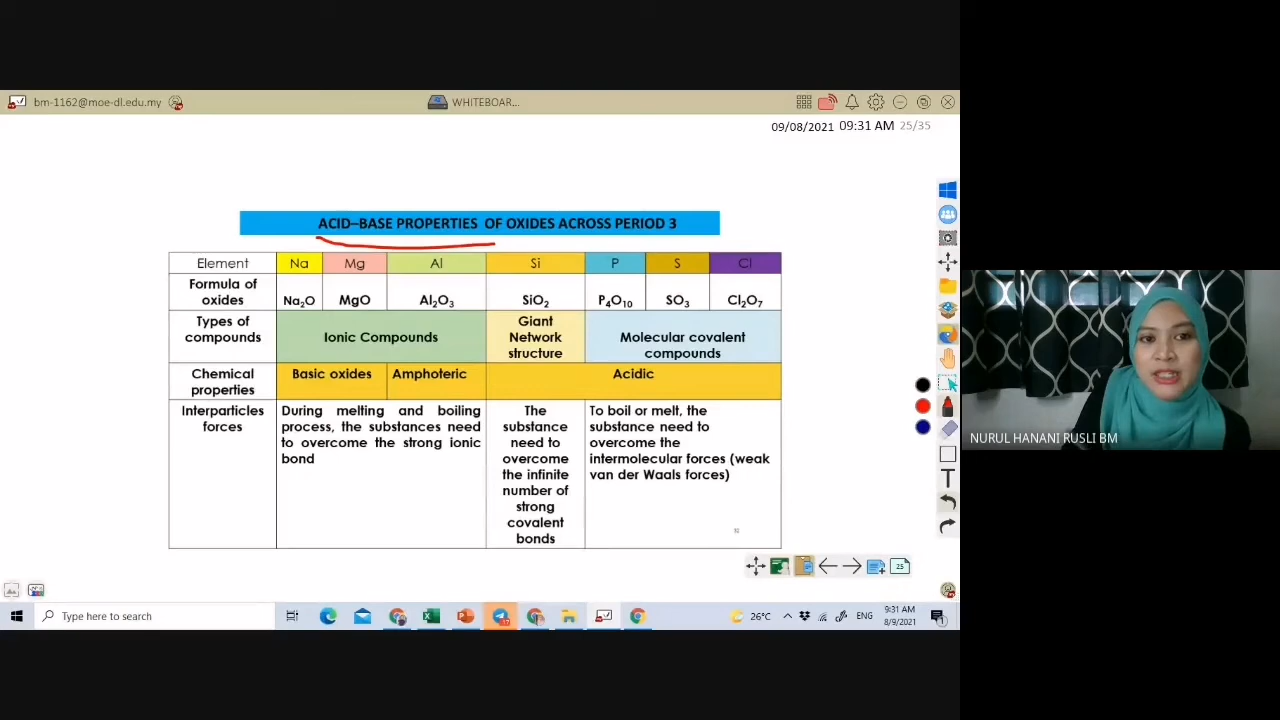 bm-1162@moe-dl.edu.my
WHITEBOAR...
09/08/2021 09:31 AM 25/35
ACID–BASE PROPERTIES OF OXIDES ACROSS PERIOD 3
Element Na Mg Al Si P S Cl
Formula of oxides
Na₂O MgO Al₂O₃ SiO₂ P₄O₁₀ SO₃ Cl₂O₇
Types of compounds
Ionic Compounds
Giant
Network
structure
Molecular covalent
compounds
Chemical
properties
Basic oxides Amphoteric Acidic
Interparticles
forces
During melting and boiling
process, the substances need
to overcome the strong ionic
bond
The
substance
need to
overcome
the infinite
number of
strong
covalent
bonds
To boil or melt, the
substance need to
overcome the
intermolecular forces (weak
van der Waals forces)
NURUL HANANI RUSLI BM
T
25
Type here to search
26°C
ENG
9:31 AM
8/9/2021